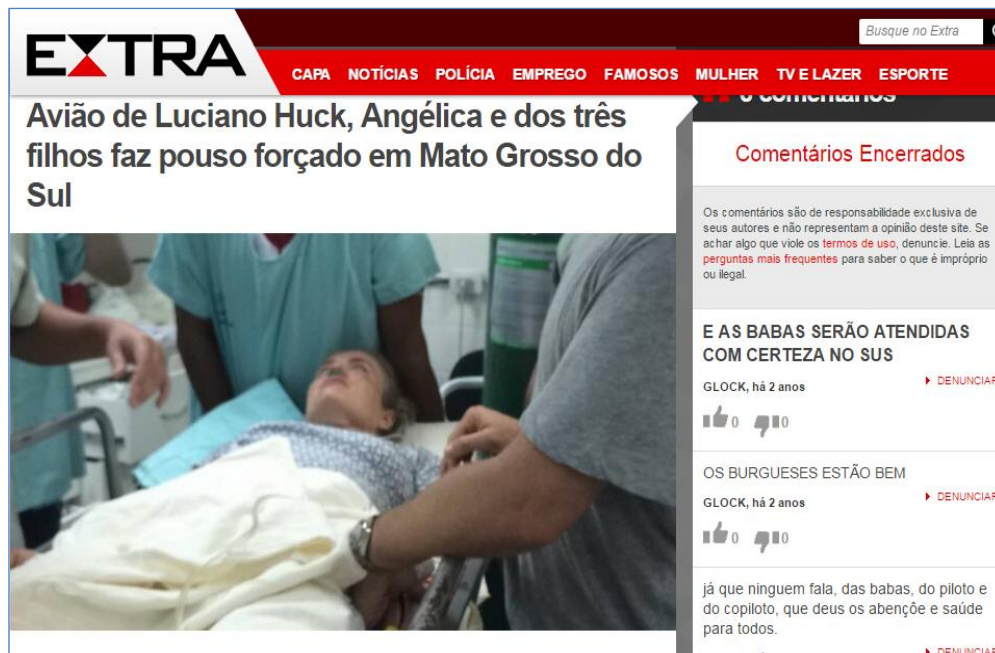 EXTRA
Busque no Extra
CAPA NOTÍCIAS POLÍCIA EMPREGO FAMOSOS MULHER TV E LAZER ESPORTE
Avião de Luciano Huck, Angélica e dos três
filhos faz pouso forçado em Mato Grosso do
Sul
6 comentários
Comentários Encerrados
Os comentários são de responsabilidade exclusiva de
seus autores e não representam a opinião deste site. Se
achar algo que viole os termos de uso, denuncie. Leia as
perguntas mais frequentes para saber o que é impróprio
ou ilegal.
E AS BABAS SERÃO ATENDIDAS
COM CERTEZA NO SUS
GLOCK, há 2 anos
DENUNCIAR
0 0
OS BURGUESES ESTÃO BEM
GLOCK, há 2 anos
DENUNCIAR
0 0
já que ninguem fala, das babas, do piloto e
do copiloto, que deus os abençõe e saúde
para todos.
DENUNCIAR